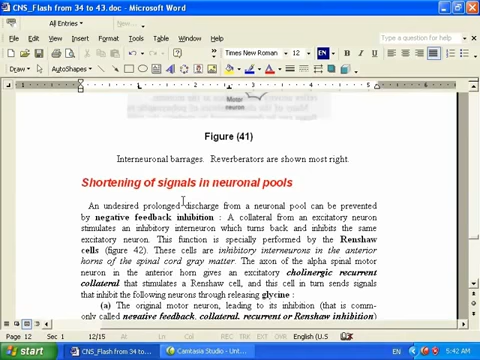 CNS_Flash from 34 to 43.doc - Microsoft Word
All Entries
File Edit View Insert Format Tools Table Window Help
Type a question for help
Draw AutoShapes
Times New Roman 12 EN B
Motor
neuron
Figure (41)
Interneuronal barrages. Reverberators are shown most right.
Shortening of signals in neuronal pools
An undesired prolonged discharge from a neuronal pool can be prevented
by negative feedback inhibition : A collateral from an excitatory neuron
stimulates an inhibitory interneuron which turns back and inhibits the same
excitatory neuron. This function is specially performed by the Renshaw
cells (figure 42). These cells are inhibitory interneurons in the anterior
horns of the spinal cord gray matter. The axon of the alpha spinal motor
neuron in the anterior horn gives an excitatory cholinergic recurrent
collateral that stimulates a Renshaw cell, and this cell in turn sends signals
that inhibit the following neurons through releasing glycine :
(a) The original motor neuron, leading to its inhibition (that is comm-
only called negative feedback, collateral, recurrent or Renshaw inhibition)
Page 12 Sec 1 12/15 REC TRK EXT OVR English (U.S
start CNS_Flash from 34 to... Camtasia Studio - Unt... EN 5:42 AM